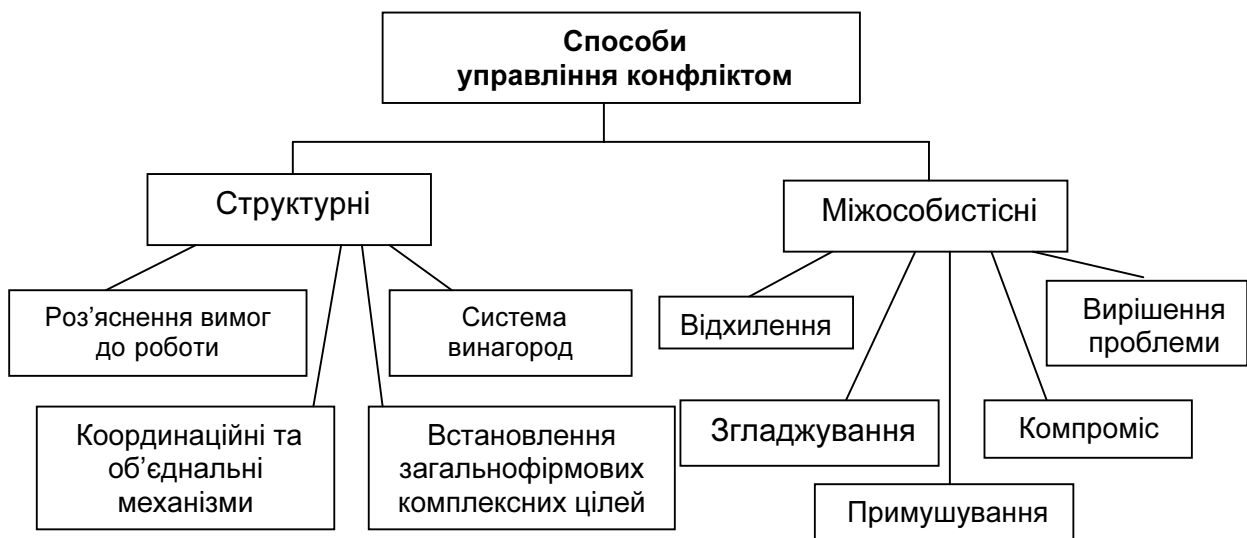 Способи
управління конфліктом
Структурні
Міжособистісні
Роз’яснення вимог
до роботи
Система
винагород
Відхилення
Вирішення
проблеми
Координаційні та
об’єднальні
механізми
Встановлення
загальнофірмових
комплексних цілей
Згладжування
Компроміс
Примушування